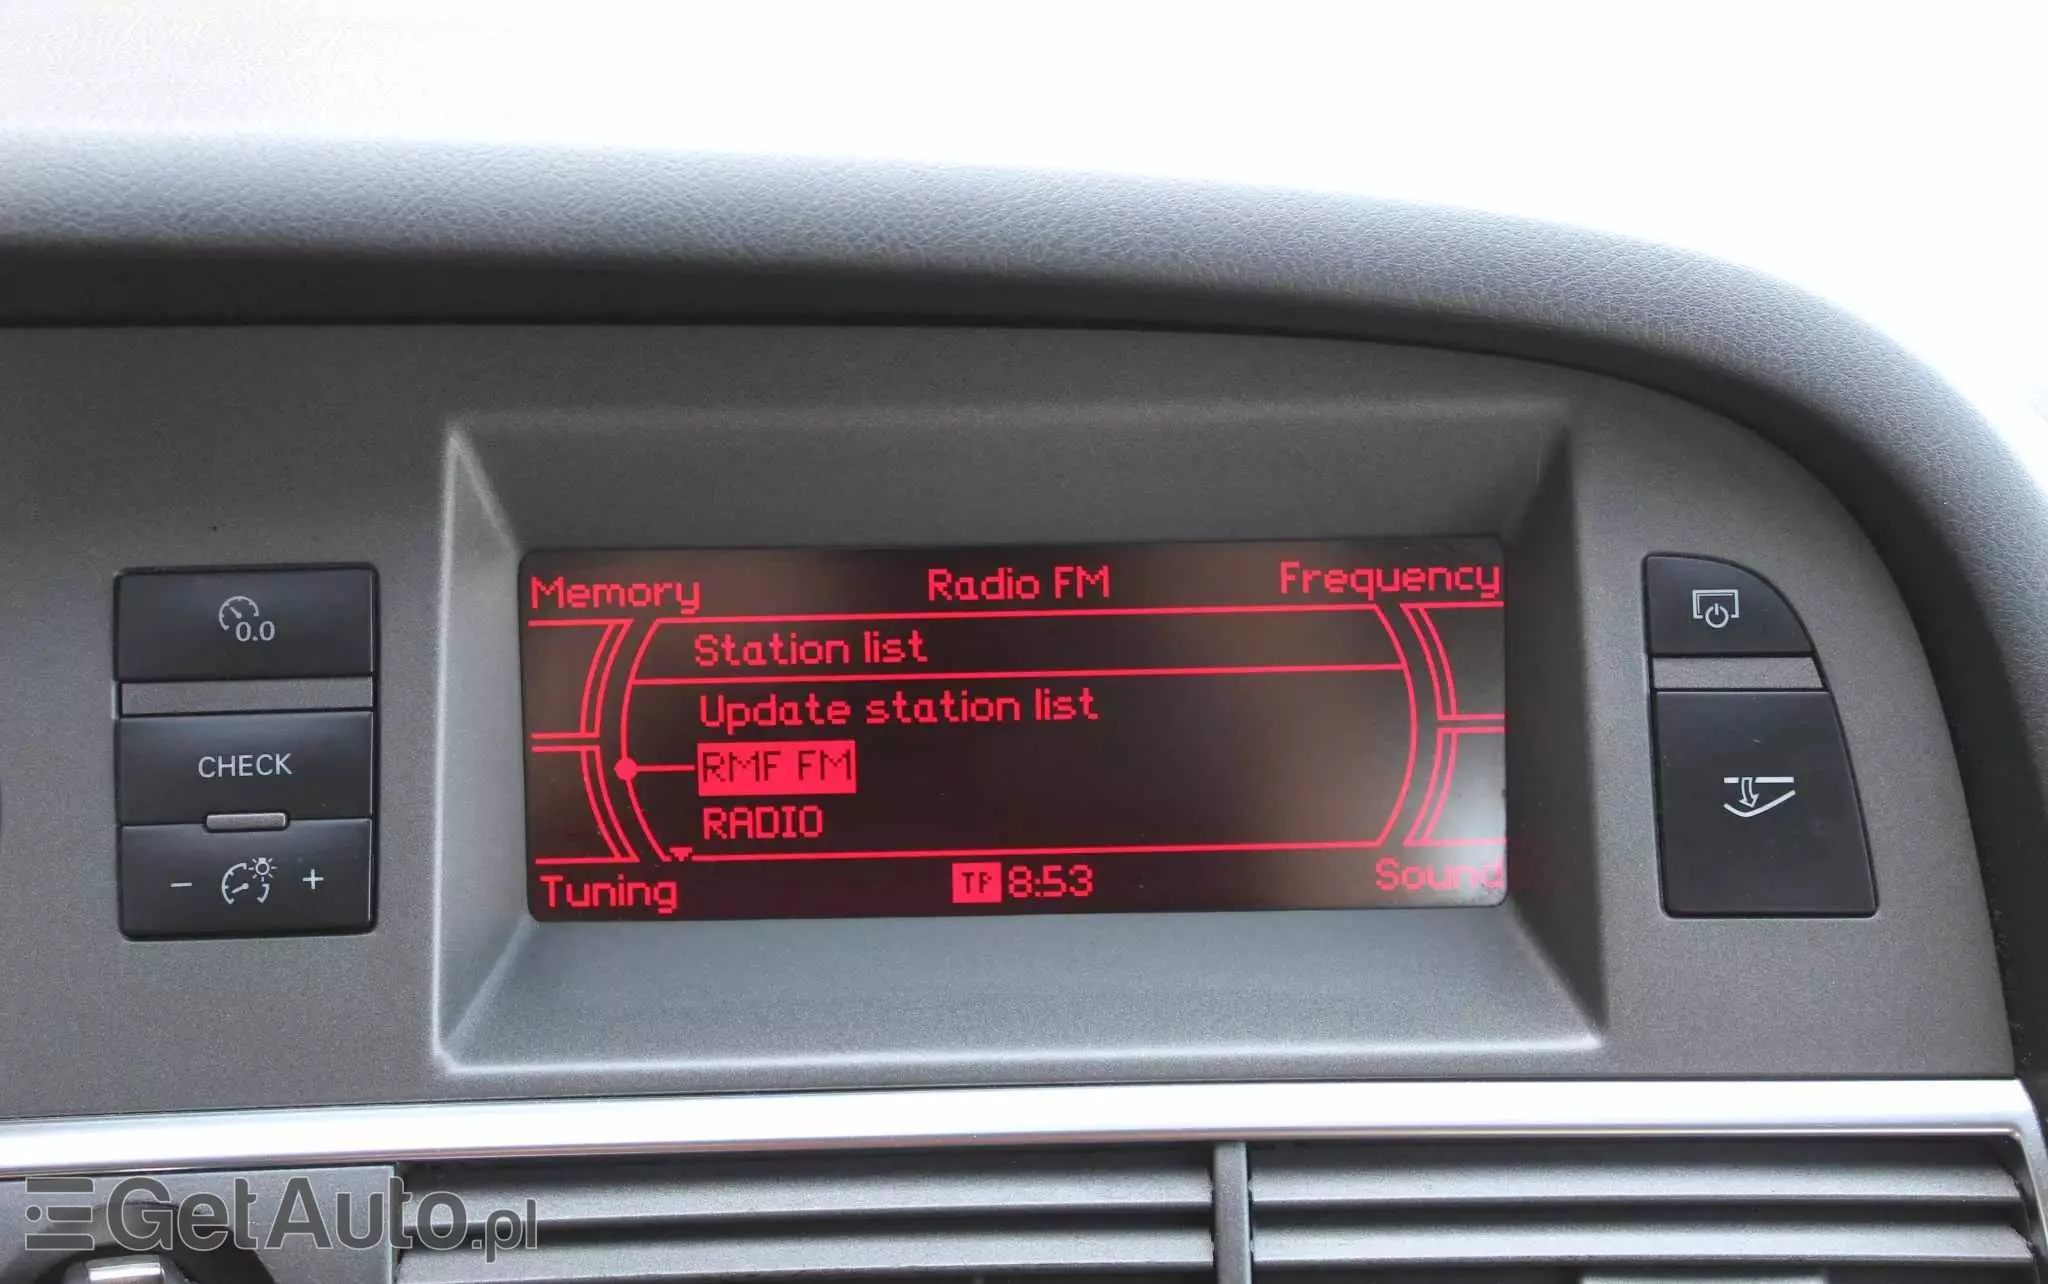 Memory Radio FM Frequency
Station list
Update station list
RMF FM
RADIO
Tuning TP 8:53 Sound
0.0
CHECK
- +
GetAuto.pl